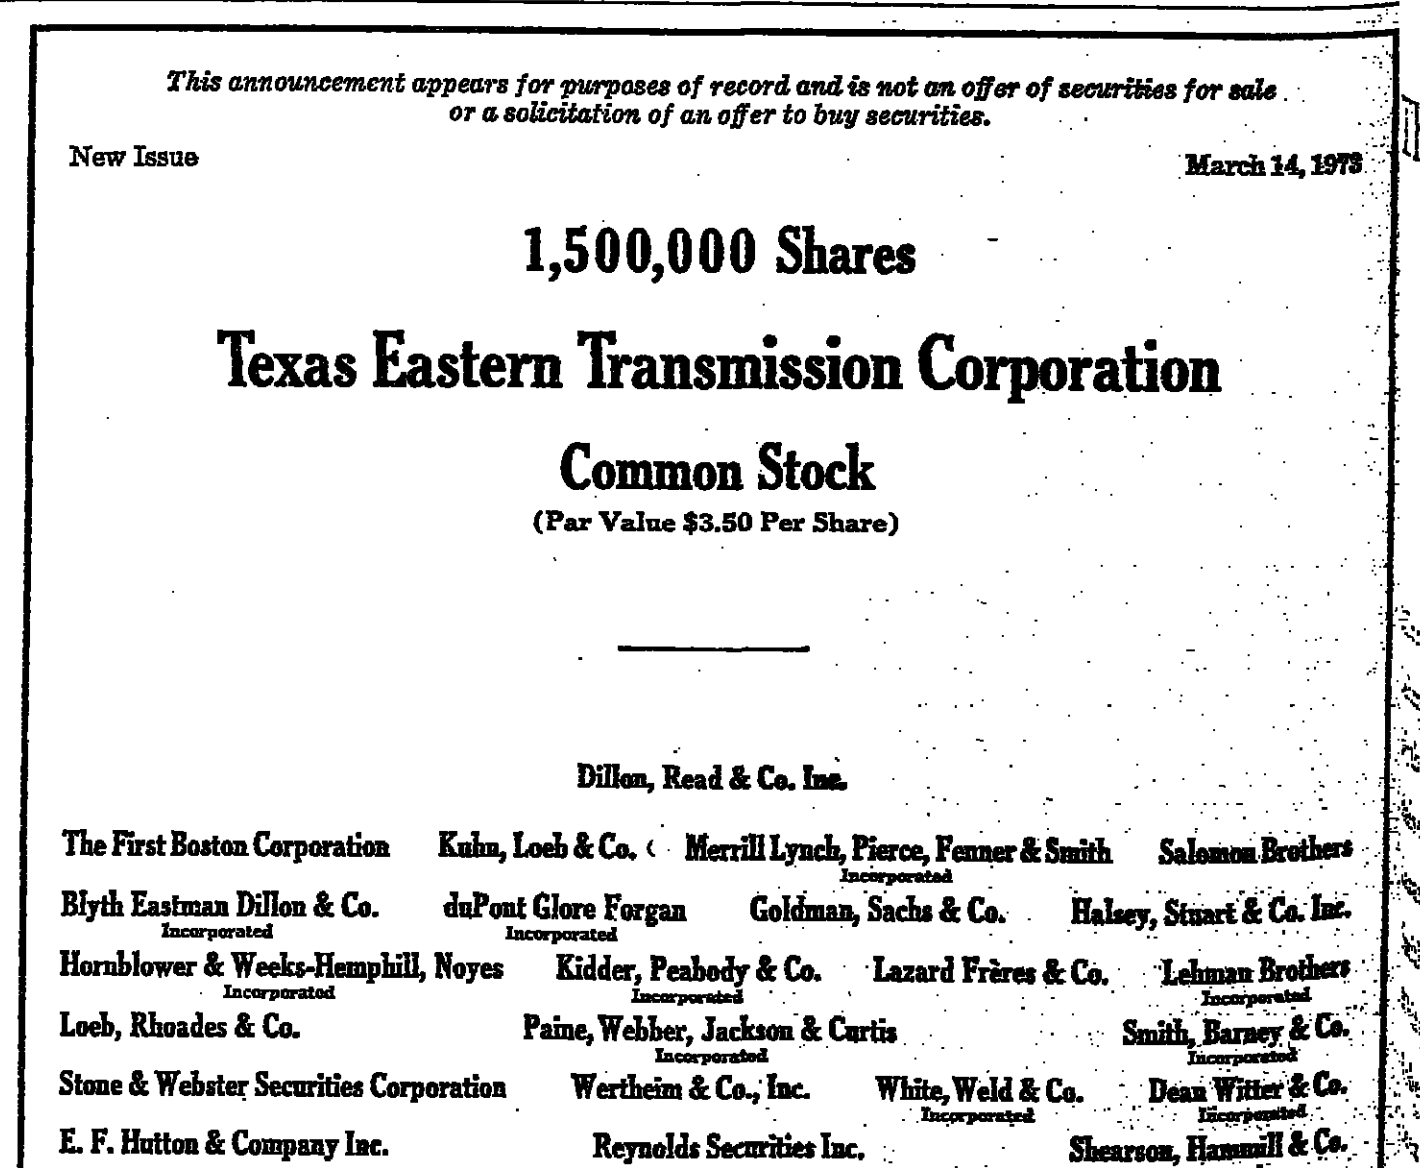 This announcement appears for purposes of record and is not an offer of securities for sale
or a solicitation of an offer to buy securities.
New Issue March 14, 1973
1,500,000 Shares
Texas Eastern Transmission Corporation
Common Stock
(Par Value $3.50 Per Share)
Dillon, Read & Co. Inc.
The First Boston Corporation Kuhn, Loeb & Co. Merrill Lynch, Pierce, Fenner & Smith Salomon Brothers
Incorporated
Blyth Eastman Dillon & Co. duPont Glore Forgan Goldman, Sachs & Co. Halsey, Stuart & Co. Inc.
Incorporated Incorporated
Hornblower & Weeks-Hemphill, Noyes Kidder, Peabody & Co. Lazard Frères & Co. Lehman Brothers
Incorporated Incorporated Incorporated
Loeb, Rhoades & Co. Paine, Webber, Jackson & Curtis Smith, Barney & Co.
Incorporated Incorporated
Stone & Webster Securities Corporation Wertheim & Co., Inc. White, Weld & Co. Dean Witter & Co.
Incorporated Incorporated
E. F. Hutton & Company Inc. Reynolds Securities Inc. Shearson, Hammill & Co.